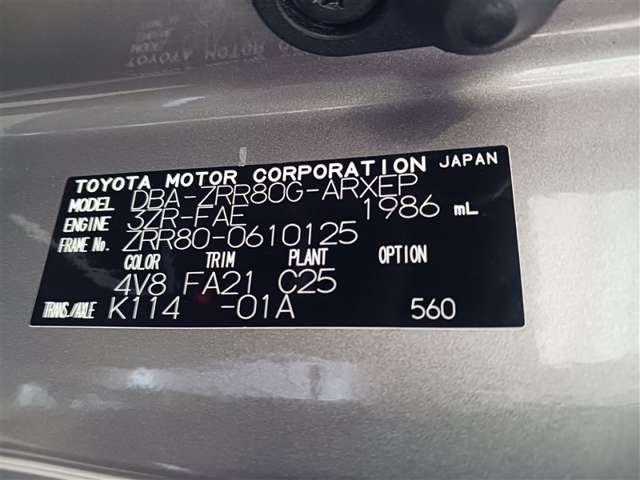 TOYOTA MOTOR CORPORATION JAPAN
MODEL DBA-ZRR80G-ARXEP
ENGINE 3ZR-FAE 1986 mL
FRAME No. ZRR80-0610125
COLOR TRIM PLANT OPTION
4V8 FA21 C25
TRANS./AXLE K114 -01A 560